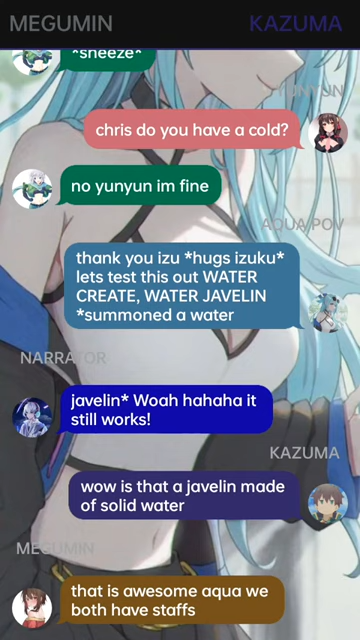 MEGUMIN KAZUMA
*sneeze*
YUNYUN
chris do you have a cold?
no yunyun im fine
AQUA POV
thank you izu *hugs izuku*
lets test this out WATER
CREATE, WATER JAVELIN
*summoned a water
NARRATOR
javelin* Woah hahaha it
still works!
KAZUMA
wow is that a javelin made
of solid water
MEGUMIN
that is awesome aqua we
both have staffs